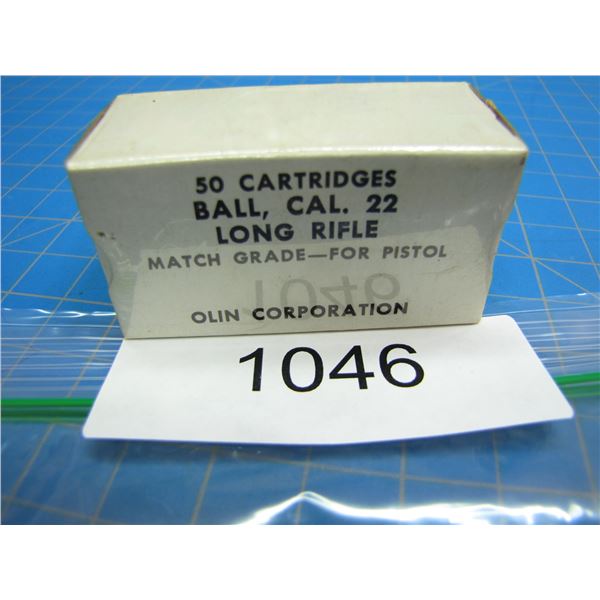 50 CARTRIDGES
BALL, CAL. 22
LONG RIFLE
MATCH GRADE—FOR PISTOL
OLIN CORPORATION
1046